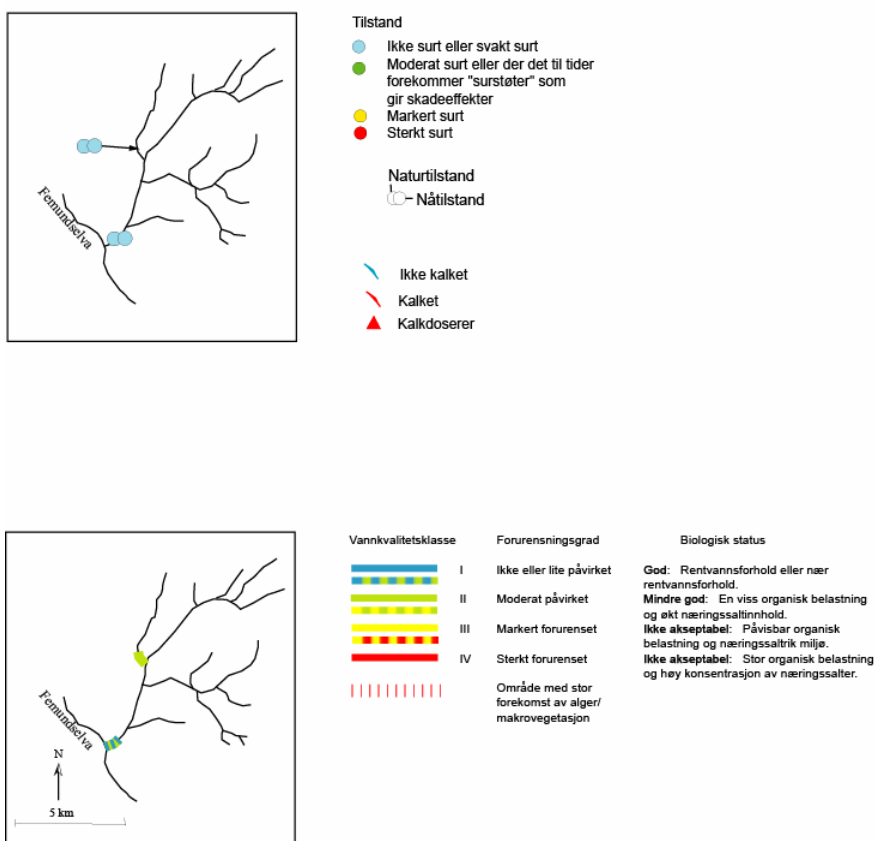 Tilstand
Ikke surt eller svakt surt
Moderat surt eller der det til tider
forekommer "surstøter" som
gir skadeeffekter
Markert surt
Sterkt surt
Naturtilstand
Nåtilstand
Femundselva
Ikke kalket
Kalket
Kalkdoserer
Vannkvalitetsklasse Forurensningsgrad Biologisk status
I Ikke eller lite påvirket God: Rentvannsforhold eller nær
rentvannsforhold.
II Moderat påvirket Mindre god: En viss organisk belastning
og økt næringssaltinnhold.
III Markert forurenset Ikke akseptabel: Påvisbar organisk
belastning og næringssaltrik miljø.
IV Sterkt forurenset Ikke akseptabel: Stor organisk belastning
og høy konsentrasjon av næringssalter.
Område med stor
forekomst av alger/
makrovegetasjon
Femundselva
N
5 km